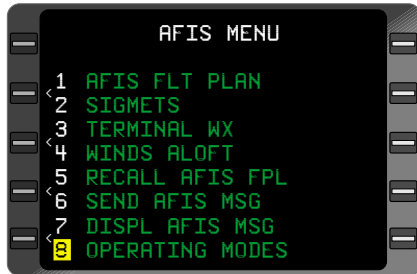 AFIS MENU
1 AFIS FLT PLAN
2 SIGMETS
3 TERMINAL WX
4 WINDS ALOFT
5 RECALL AFIS FPL
6 SEND AFIS MSG
7 DISPL AFIS MSG
8 OPERATING MODES